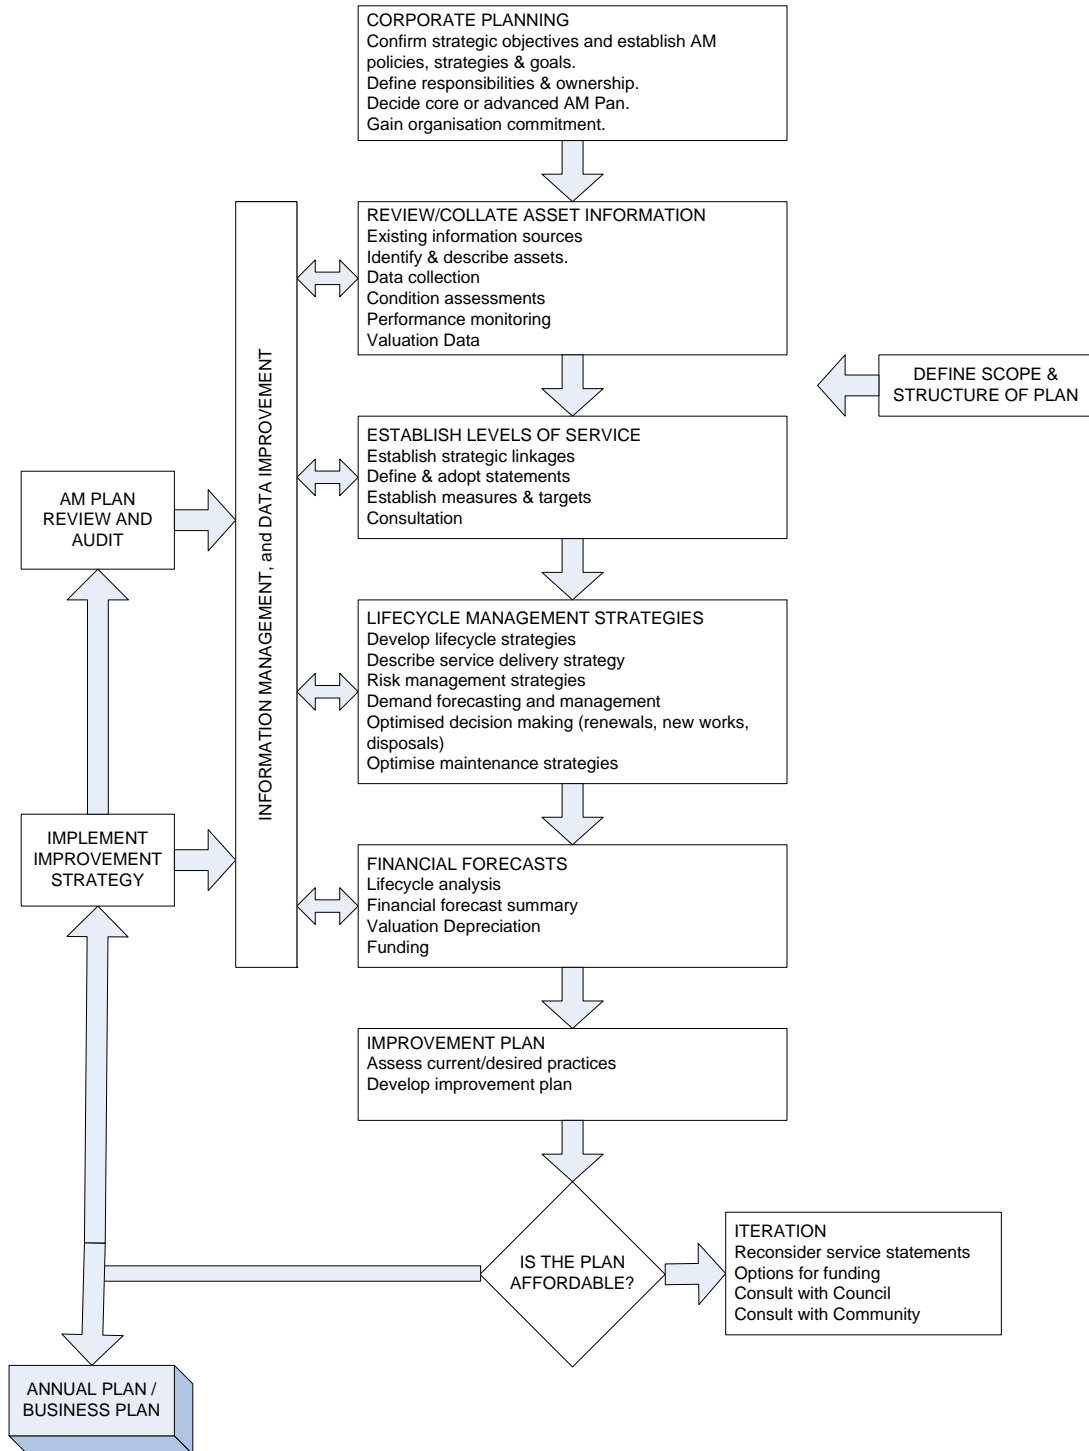 CORPORATE PLANNING
Confirm strategic objectives and establish AM
policies, strategies & goals.
Define responsibilities & ownership.
Decide core or advanced AM Pan.
Gain organisation commitment.
REVIEW/COLLATE ASSET INFORMATION
Existing information sources
Identify & describe assets.
Data collection
Condition assessments
Performance monitoring
Valuation Data
DEFINE SCOPE &
STRUCTURE OF PLAN
INFORMATION MANAGEMENT, and DATA IMPROVEMENT
ESTABLISH LEVELS OF SERVICE
Establish strategic linkages
Define & adopt statements
Establish measures & targets
Consultation
AM PLAN
REVIEW AND
AUDIT
LIFECYCLE MANAGEMENT STRATEGIES
Develop lifecycle strategies
Describe service delivery strategy
Risk management strategies
Demand forecasting and management
Optimised decision making (renewals, new works,
disposals)
Optimise maintenance strategies
IMPLEMENT
IMPROVEMENT
STRATEGY
FINANCIAL FORECASTS
Lifecycle analysis
Financial forecast summary
Valuation Depreciation
Funding
IMPROVEMENT PLAN
Assess current/desired practices
Develop improvement plan
IS THE PLAN
AFFORDABLE?
ITERATION
Reconsider service statements
Options for funding
Consult with Council
Consult with Community
ANNUAL PLAN /
BUSINESS PLAN